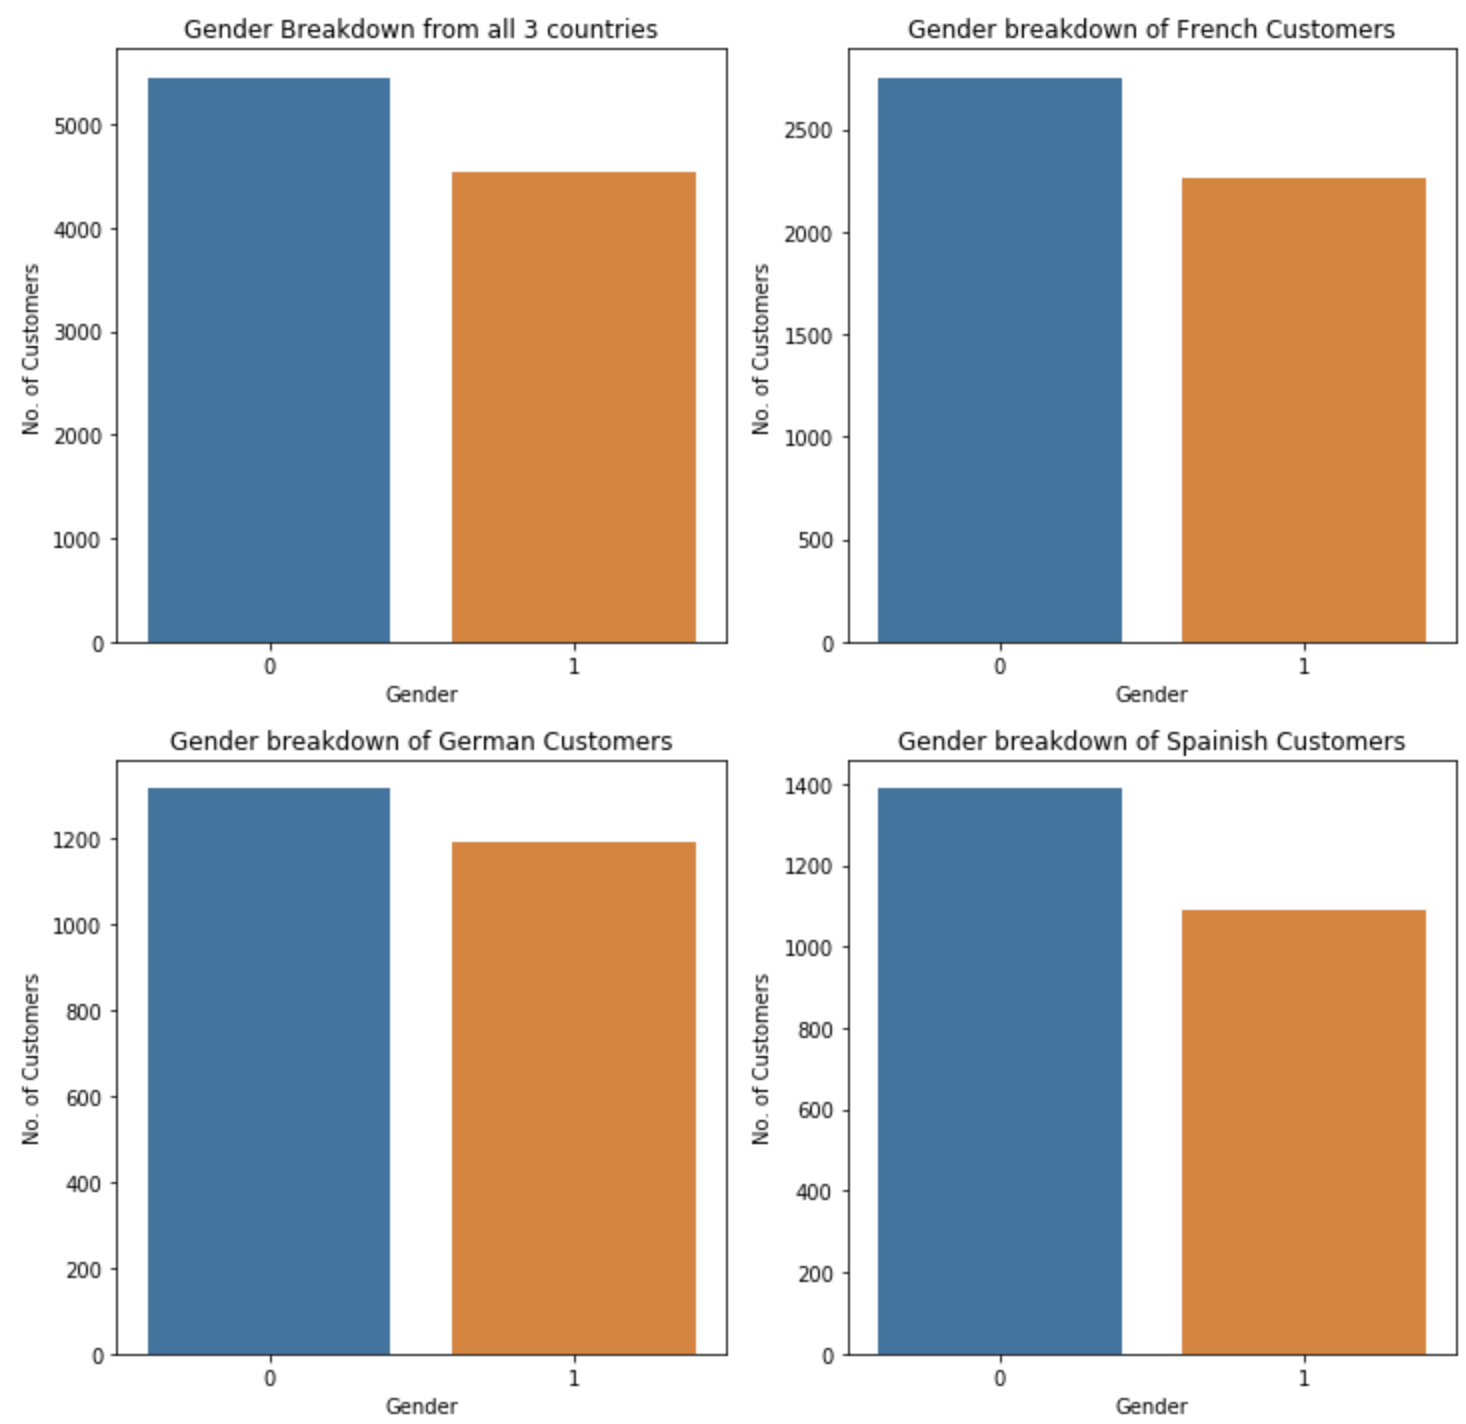 Gender Breakdown from all 3 countries
No. of Customers
5000
4000
3000
2000
1000
0
0 1
Gender
Gender breakdown of French Customers
No. of Customers
2500
2000
1500
1000
500
0
0 1
Gender
Gender breakdown of German Customers
No. of Customers
1200
1000
800
600
400
200
0
0 1
Gender
Gender breakdown of Spainish Customers
No. of Customers
1400
1200
1000
800
600
400
200
0
0 1
Gender